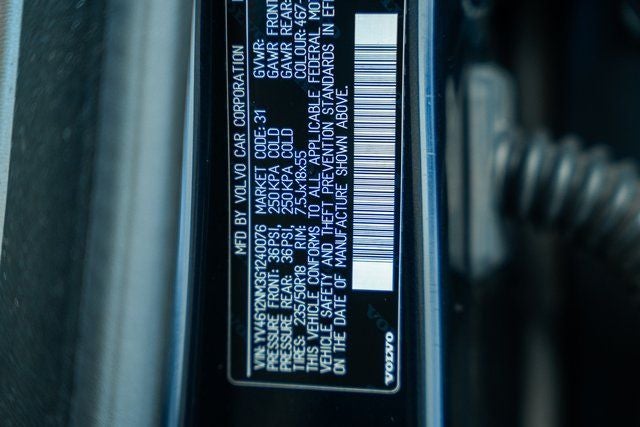 MFD BY VOLVO CAR CORPORATION
VIN: YV4612NM3G1240076 MARKET CODE: 31 GVWR:
PRESSURE FRONT: 36PSI, 250KPA COLD GAWR FRONT
PRESSURE REAR: 36PSI, 250KPA COLD GAWR REAR:
TIRES: 235/50R18 RIM: 7.5Jx18x55 COLOUR: 467-
THIS VEHICLE CONFORMS TO ALL APPLICABLE FEDERAL MOT
VEHICLE SAFETY AND THEFT PREVENTION STANDARDS IN EF
ON THE DATE OF MANUFACTURE SHOWN ABOVE.
VOLVO